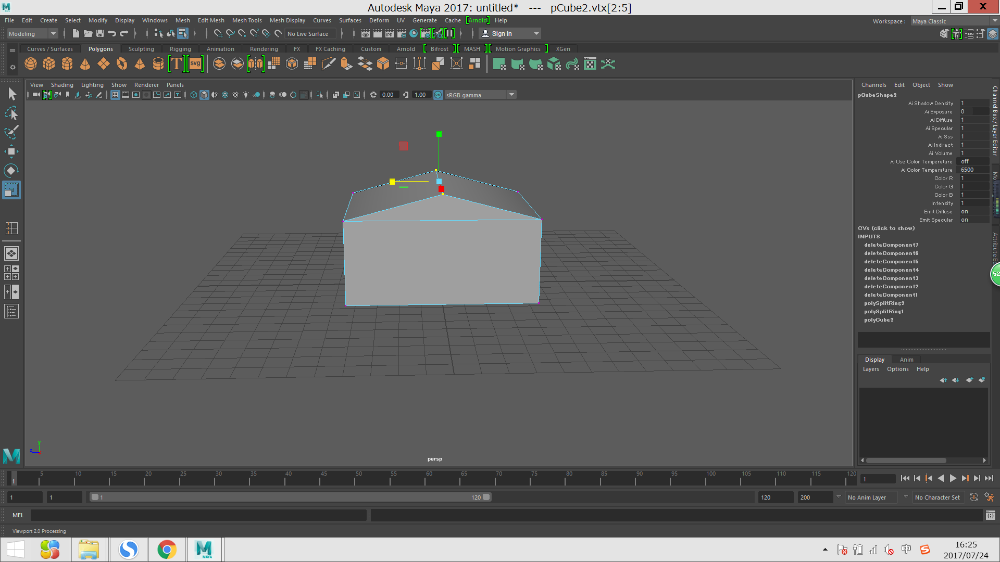 Autodesk Maya 2017: untitled*   ---   pCube2.vtx[2:5]
File Edit Create Select Modify Display Windows Mesh Edit Mesh Mesh Tools Mesh Display Curves Surfaces Deform UV Generate Cache [Arnold] Help
Workspace : Maya Classic
Modeling No Live Surface IPR Sign In
Curves / Surfaces Polygons Sculpting Rigging Animation Rendering FX FX Caching Custom Arnold Bifrost MASH Motion Graphics XGen
T SVG
View Shading Lighting Show Renderer Panels
0.00 1.00 ON sRGB gamma
Channels Edit Object Show
pCubeShape2
Ai Shadow Density 1
Ai Exposure 0
Ai Diffuse 1
Ai Specular 1
Ai Sss 1
Ai Indirect 1
Ai Volume 1
Ai Use Color Temperature off
Ai Color Temperature 6500
Color R 1
Color G 1
Color B 1
Intensity 1
Emit Diffuse on
Emit Specular on
CVs (click to show)
INPUTS
deleteComponent7
deleteComponent6
deleteComponent5
deleteComponent4
deleteComponent3
deleteComponent2
deleteComponent1
polySplitRing2
polySplitRing1
polyCube2
Channel Box / Layer Editor
52
Display Anim
Layers Options Help
y
z
persp
5 10 15 20 25 30 35 40 45 50 55 60 65 70 75 80 85 90 95 100 105 110 115 120
1 1
1 1 1 120 120 200 No Anim Layer No Character Set
MEL
Viewport 2.0 Processing
MAYA
中
16:25
2017/07/24